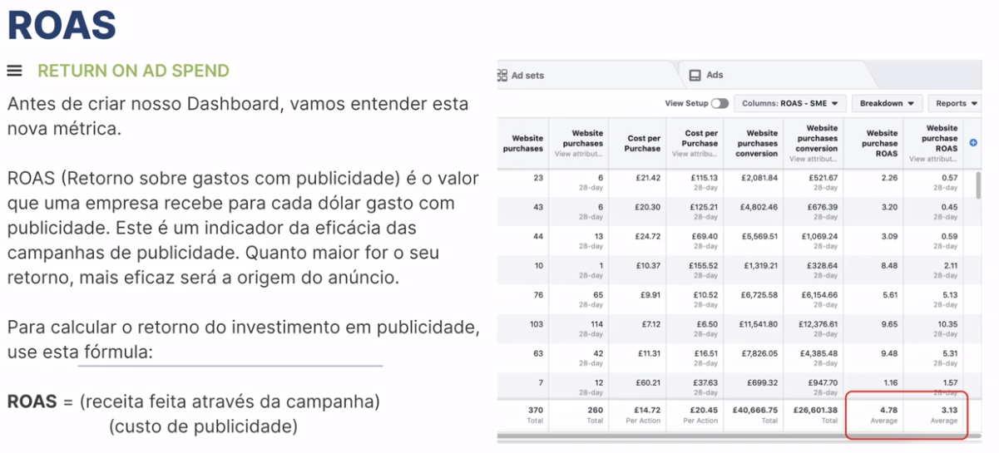 ROAS
RETURN ON AD SPEND
Antes de criar nosso Dashboard, vamos entender esta
nova métrica.
ROAS (Retorno sobre gastos com publicidade) é o valor
que uma empresa recebe para cada dólar gasto com
publicidade. Este é um indicador da eficácia das
campanhas de publicidade. Quanto maior for o seu
retorno, mais eficaz será a origem do anúncio.
Para calcular o retorno do investimento em publicidade,
use esta fórmula:
ROAS = (receita feita através da campanha)
(custo de publicidade)
Ad sets Ads
View Setup Columns: ROAS - SME Breakdown Reports
Website purchases Website purchases View attribut... Cost per Purchase Cost per Purchase View attribu... Website purchases conversion Website purchases conversion View attribut... Website purchase ROAS Website purchase ROAS View attribut...
23 6 £21.42 £115.13 £2,081.84 £521.67 2.26 0.57
28-day 28-day 28-day 28-day
43 6 £20.30 £125.21 £4,802.46 £676.39 3.20 0.45
28-day 28-day 28-day 28-day
44 13 £24.72 £69.40 £5,569.51 £1,069.24 3.09 0.59
28-day 28-day 28-day 28-day
10 1 £10.37 £155.52 £1,319.21 £328.64 8.48 2.11
28-day 28-day 28-day 28-day
76 65 £9.91 £10.52 £6,725.58 £6,154.66 5.61 5.13
28-day 28-day 28-day 28-day
103 114 £7.12 £6.50 £11,541.80 £12,376.61 9.65 10.35
28-day 28-day 28-day 28-day
63 42 £11.31 £16.51 £7,826.05 £4,385.48 9.48 5.31
28-day 28-day 28-day 28-day
7 12 £60.21 £37.63 £699.32 £947.70 1.16 1.57
28-day 28-day 28-day 28-day
370 260 £14.72 £20.45 £40,666.75 £26,601.38 4.78 3.13
Total Total Per Action Per Action Total Total Average Average